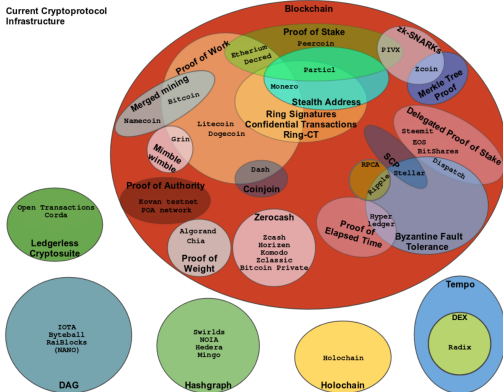 Current Cryptoprotocol
Infrastructure
Blockchain
Proof of Stake
Peercoin
zk-SNARKs
PIVX
Zcoin
Merkle Tree
Proof
Proof of Work
Etharium
Decred
Particl
Monero
Stealth Address
Ring Signatures
Confidential Transactions
Ring-CT
Merged mining
Bitcoin
Namecoin
Litecoin
Dogecoin
Grin
Mimble
wimble
Delegated Proof of Stake
Steemit
EOS
BitShares
Dispatch
SCP
Stellar
RPCA
Ripple
Dash
Coinjoin
Proof of Authority
Kovan testnet
POA network
Open Transactions
Corda
Ledgerless
Cryptosuite
Algorand
Chia
Proof of
Weight
Zerocash
Zcash
Horizen
Komodo
Zclassic
Bitcoin Private
Hyper
ledger
Proof of
Elapsed Time
Byzantine Fault
Tolerance
IOTA
Byteball
RaiBlocks
(NANO)
DAG
Swirlds
NOIA
Hedera
Mingo
Hashgraph
Holochain
Holochain
Tempo
DEX
Radix